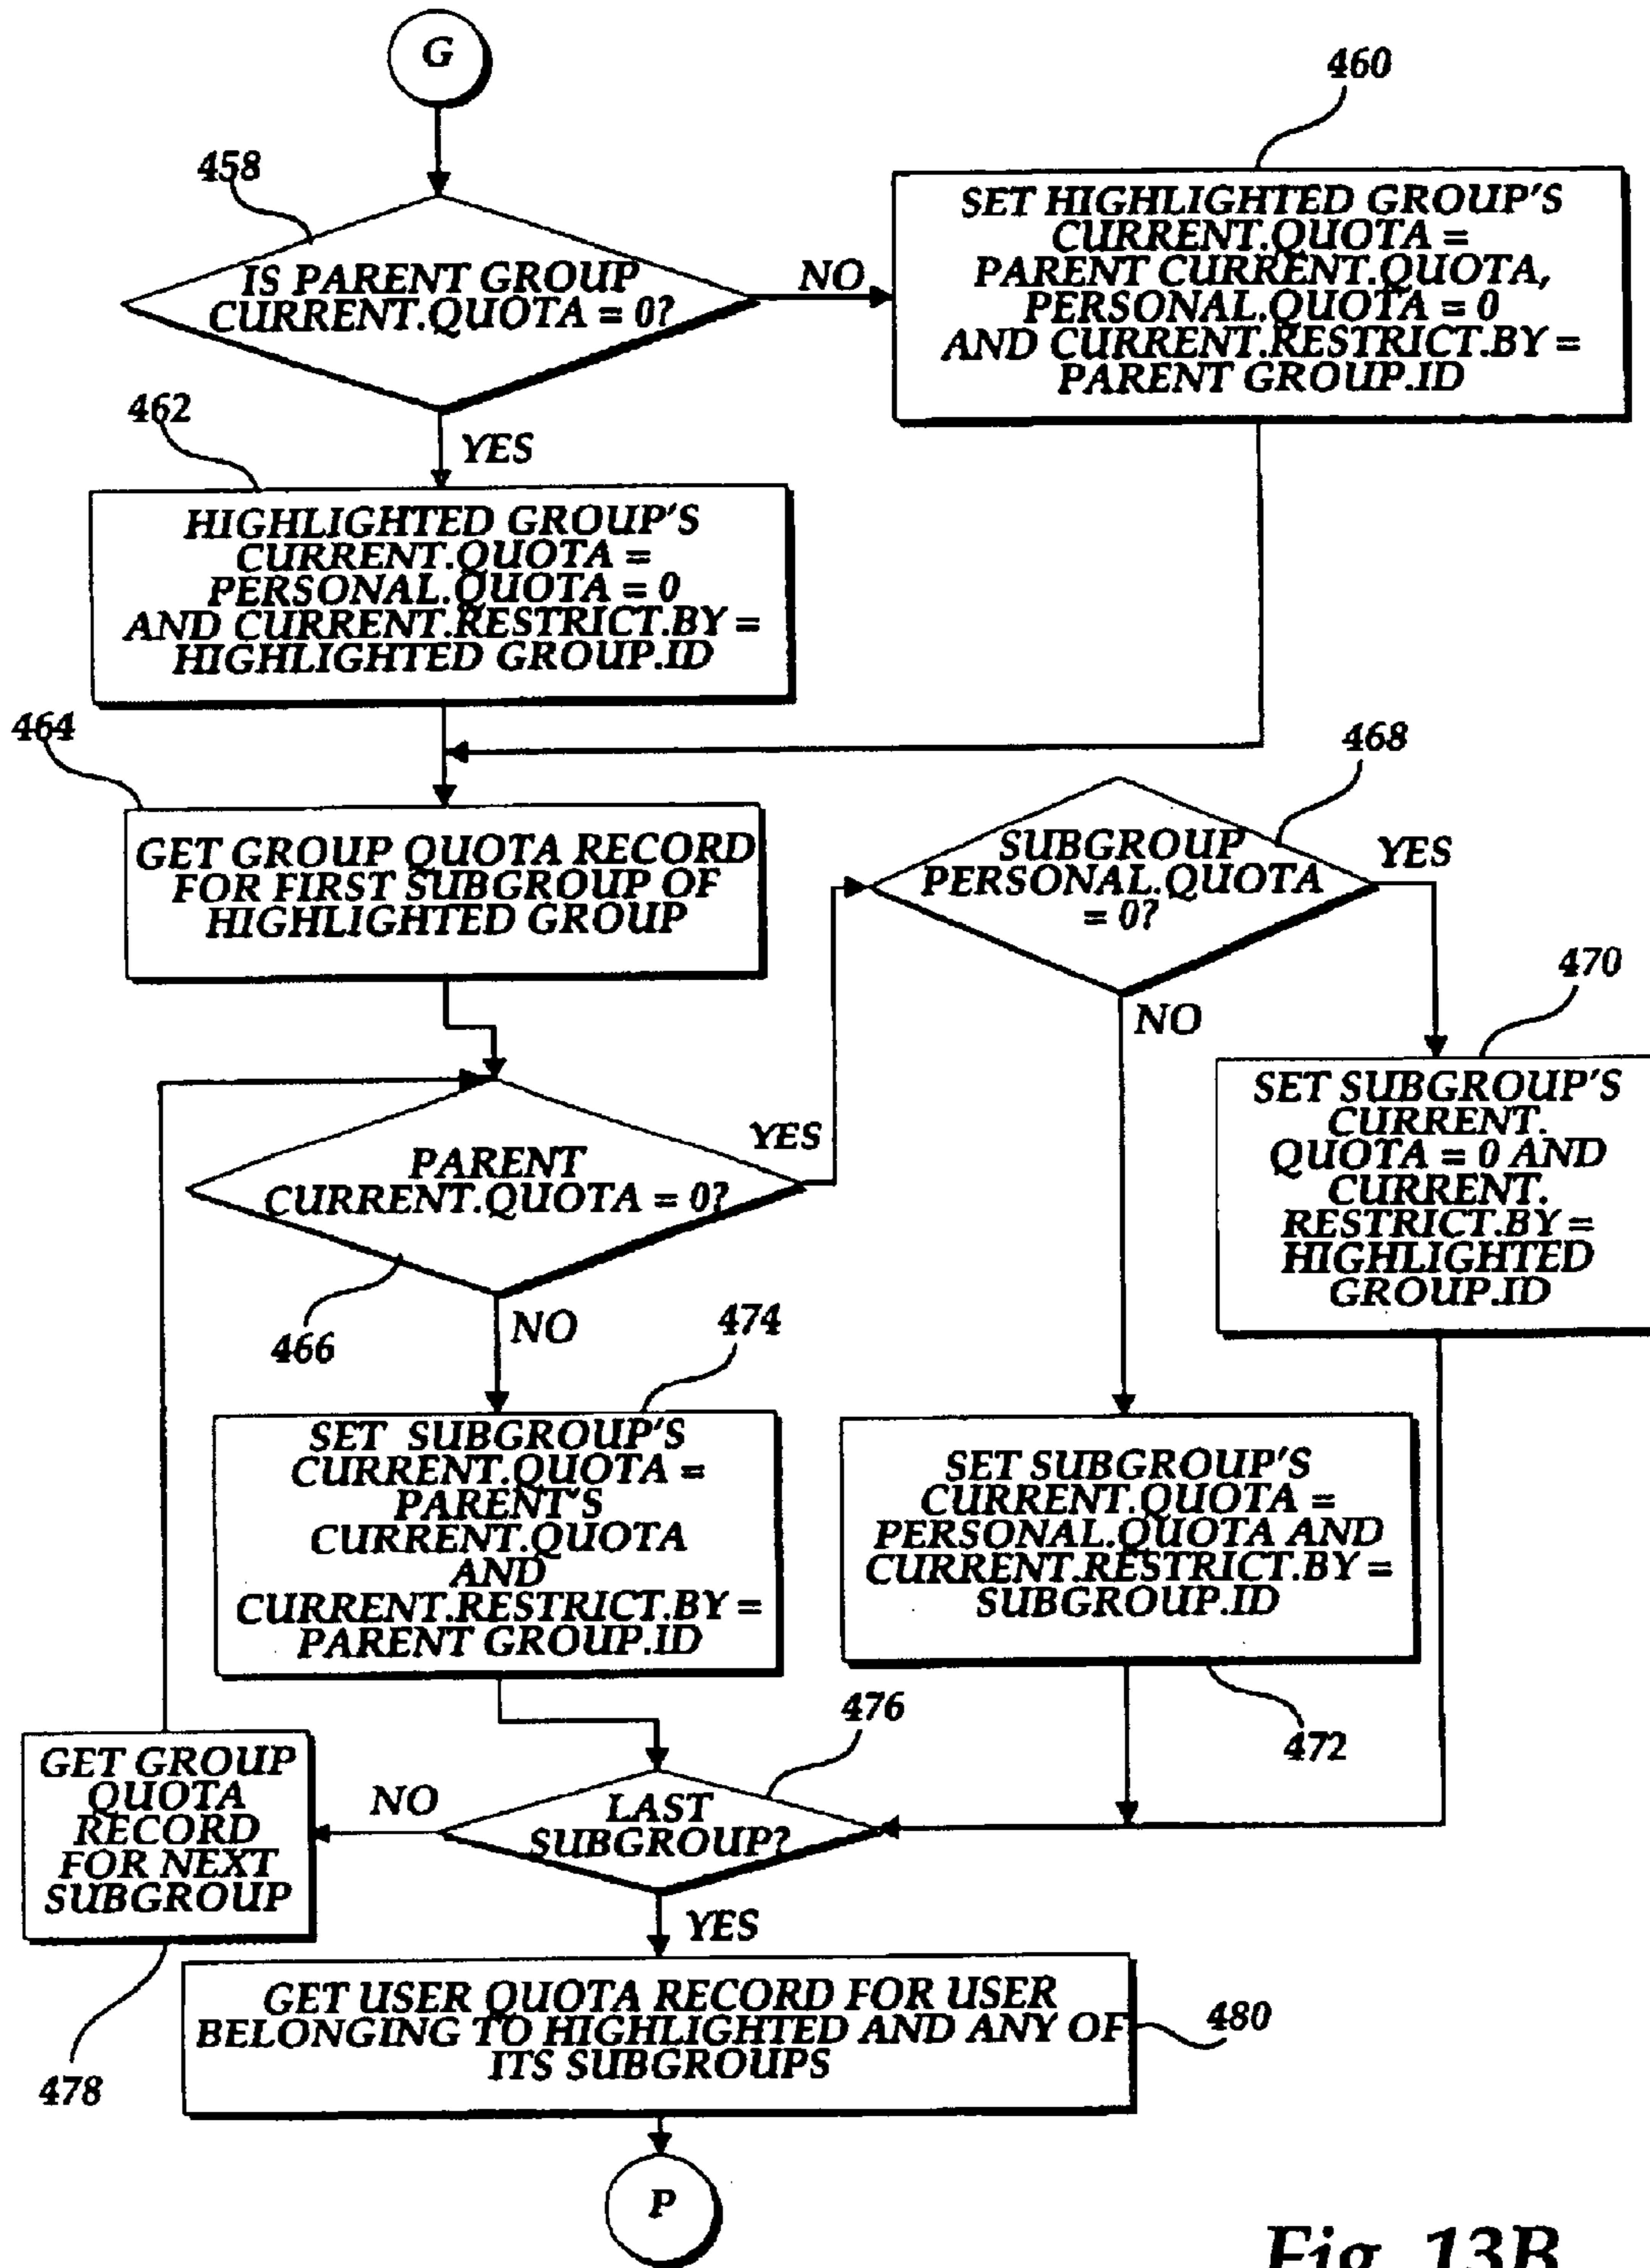 G
460
458
SET HIGHLIGHTED GROUP'S
CURRENT.QUOTA =
PARENT CURRENT.QUOTA,
PERSONAL.QUOTA = 0
AND CURRENT.RESTRICT.BY =
PARENT GROUP.ID
IS PARENT GROUP
CURRENT.QUOTA = 0?
NO
462
YES
HIGHLIGHTED GROUP'S
CURRENT.QUOTA =
PERSONAL.QUOTA = 0
AND CURRENT.RESTRICT.BY =
HIGHLIGHTED GROUP.ID
464
468
GET GROUP QUOTA RECORD
FOR FIRST SUBGROUP OF
HIGHLIGHTED GROUP
SUBGROUP
PERSONAL.QUOTA
= 0?
YES
NO
470
SET SUBGROUP'S
CURRENT.
QUOTA = 0 AND
CURRENT.
RESTRICT.BY =
HIGHLIGHTED
GROUP.ID
YES
PARENT
CURRENT.QUOTA = 0?
466
NO
474
SET SUBGROUP'S
CURRENT.QUOTA =
PARENT'S
CURRENT.QUOTA
AND
CURRENT.RESTRICT.BY =
PARENT GROUP.ID
SET SUBGROUP'S
CURRENT.QUOTA =
PERSONAL.QUOTA AND
CURRENT.RESTRICT.BY =
SUBGROUP.ID
476
472
GET GROUP
QUOTA
RECORD
FOR NEXT
SUBGROUP
NO
LAST
SUBGROUP?
YES
478
GET USER QUOTA RECORD FOR USER
BELONGING TO HIGHLIGHTED AND ANY OF
ITS SUBGROUPS
480
P
Fig. 13B